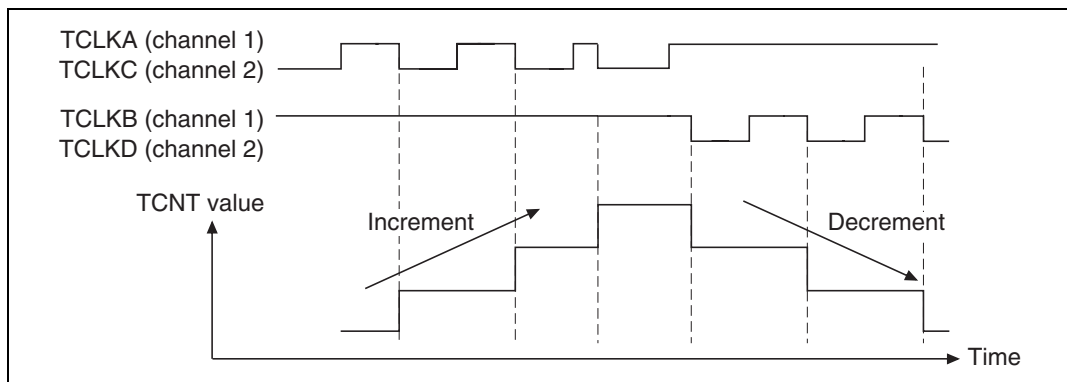 TCLKA (channel 1)
TCLKC (channel 2)
TCLKB (channel 1)
TCLKD (channel 2)
TCNT value
Increment
Decrement
Time